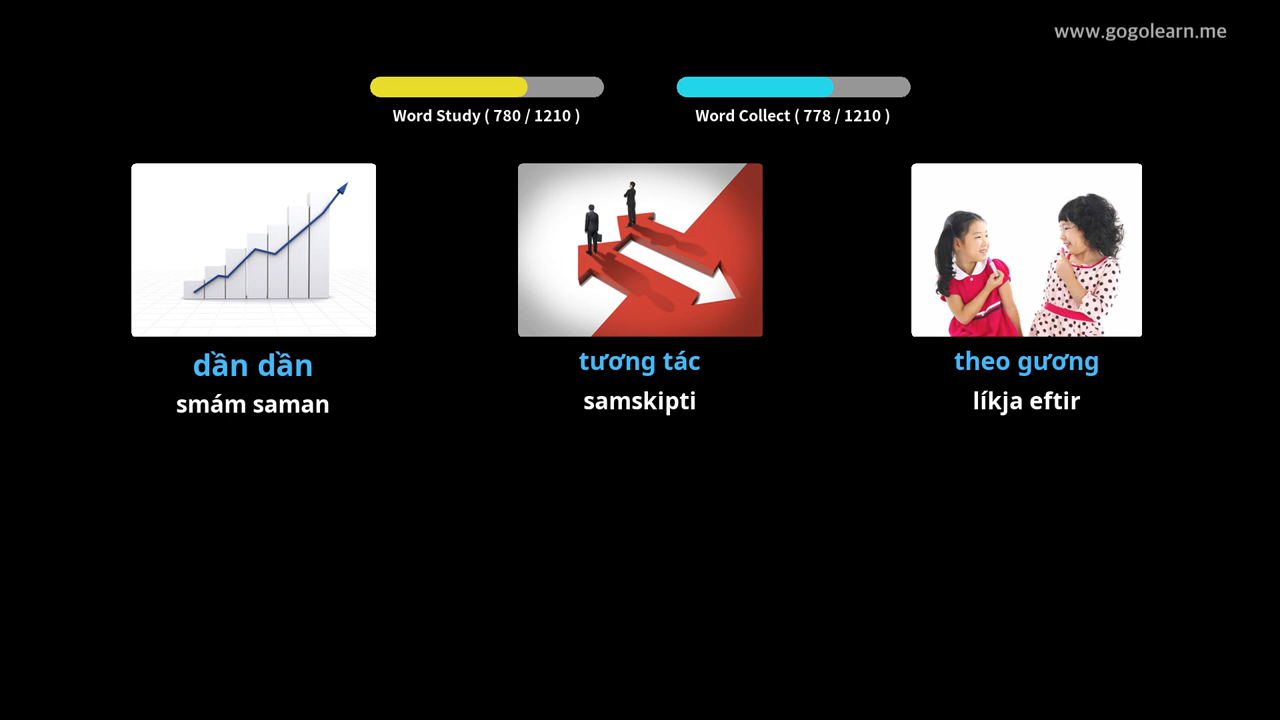 www.gogolearn.me
Word Study ( 780 / 1210 )
Word Collect ( 778 / 1210 )
dần dần
smám saman
tương tác
samskipti
theo gương
líkja eftir